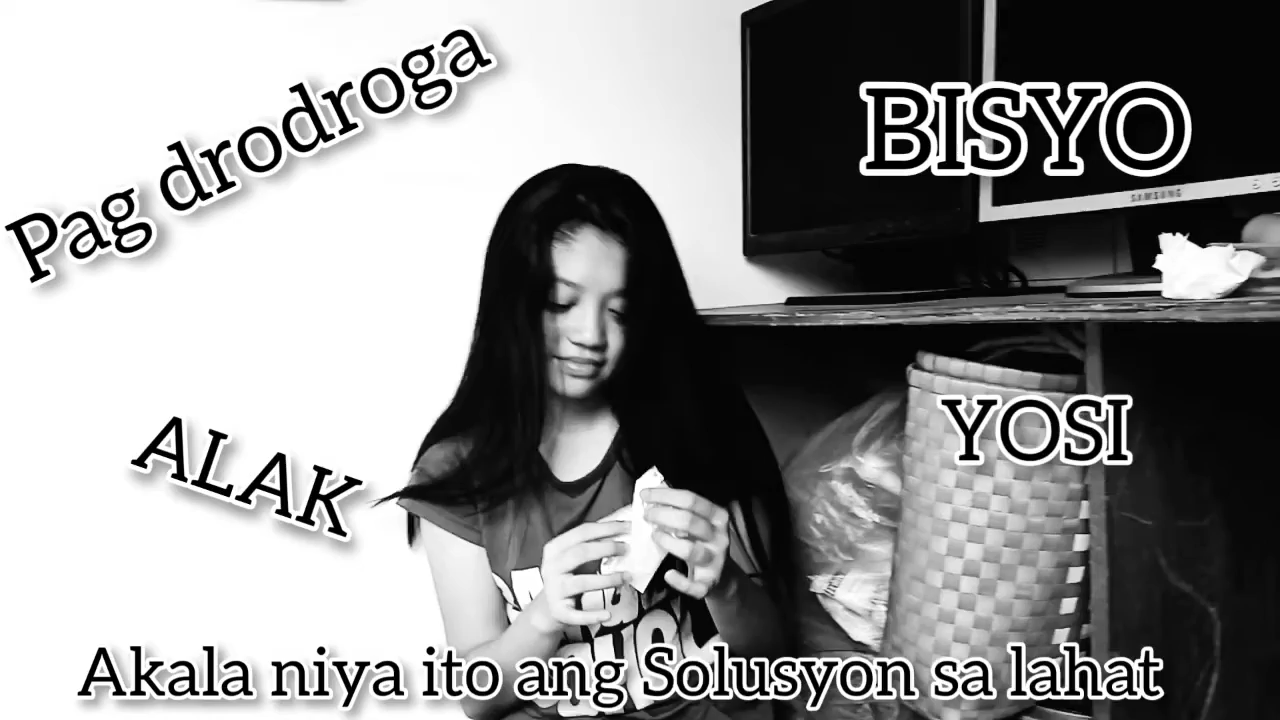 Pag drodroga
BISYO
SAMSUNG
ALAK
YOSI
Akala niya ito ang Solusyon sa lahat